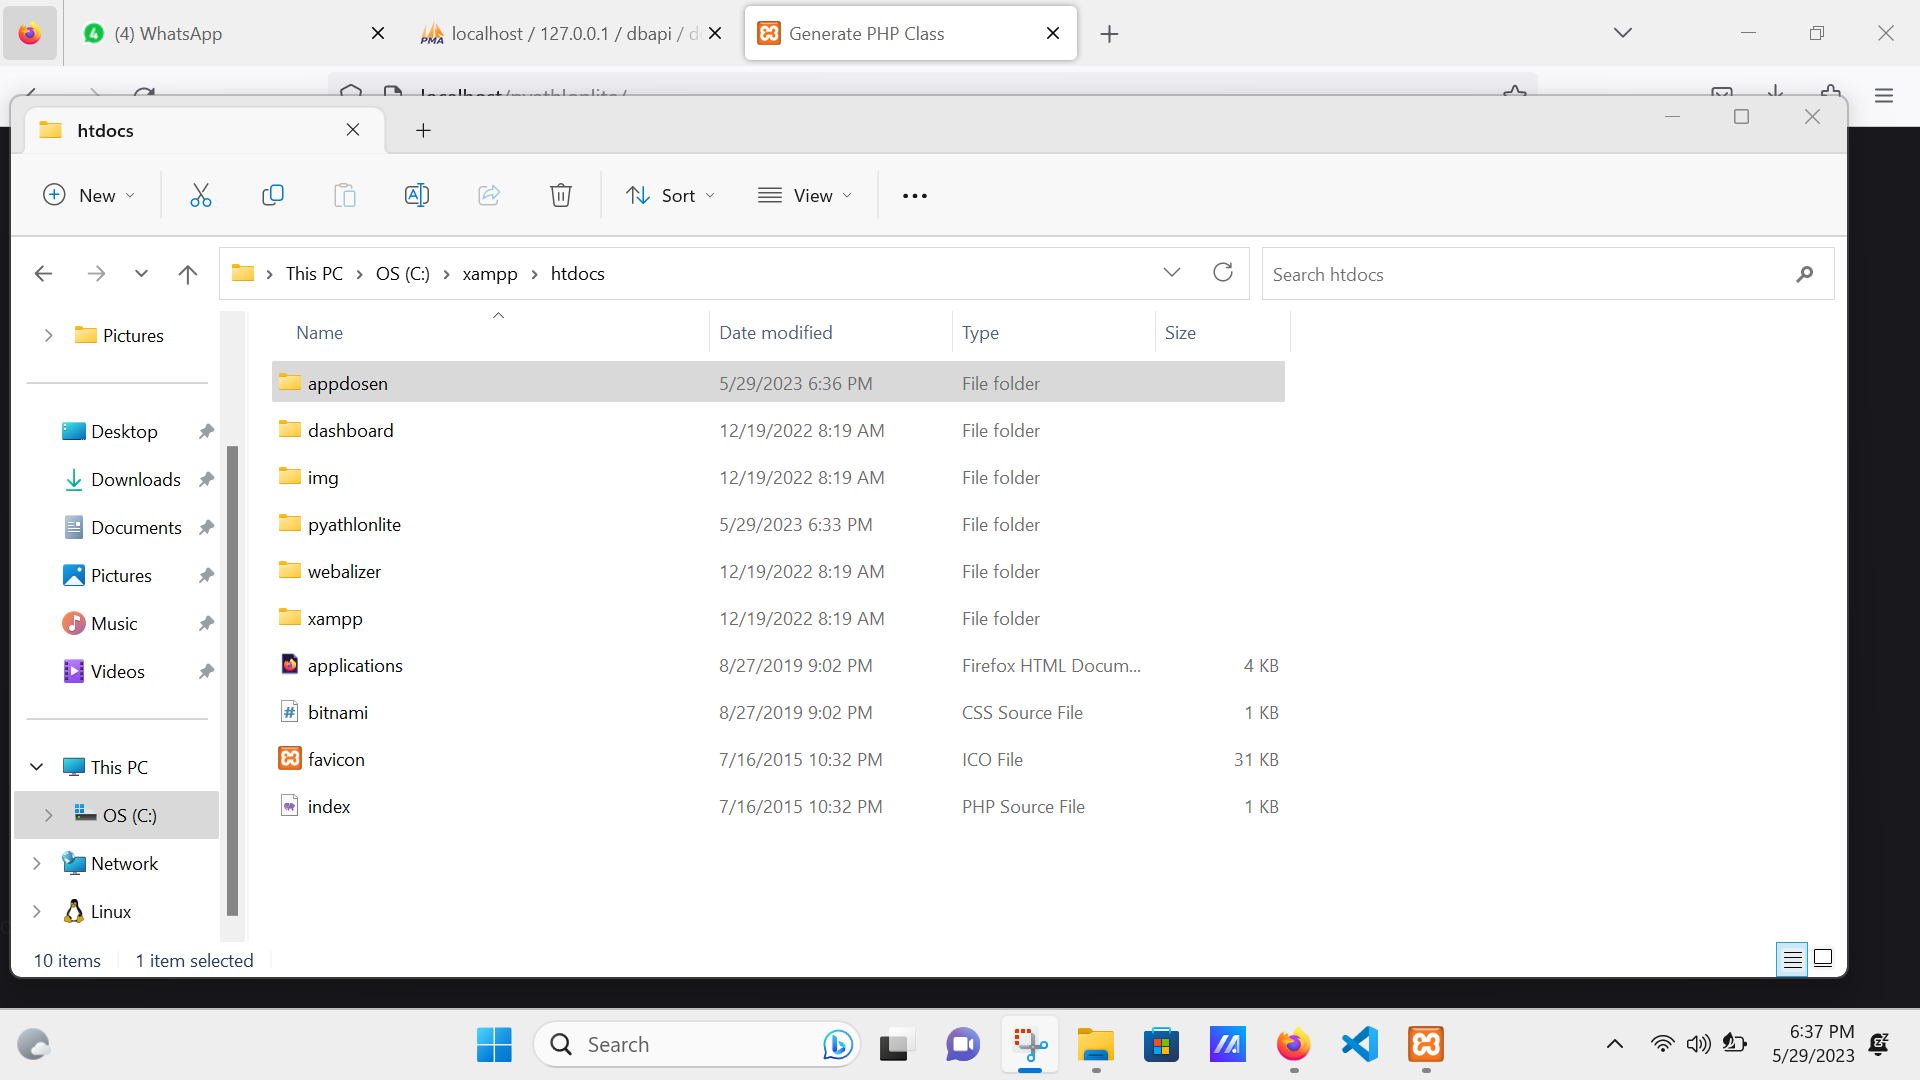 (4) WhatsApp
localhost / 127.0.0.1 / dbapi / d
Generate PHP Class
localhost/pyathlonlite/
htdocs
New
Sort
View
This PC
OS (C:)
xampp
htdocs
Search htdocs
Pictures
Desktop
Downloads
Documents
Pictures
Music
Videos
This PC
OS (C:)
Network
Linux
Name Date modified Type Size
appdosen 5/29/2023 6:36 PM File folder
dashboard 12/19/2022 8:19 AM File folder
img 12/19/2022 8:19 AM File folder
pyathlonlite 5/29/2023 6:33 PM File folder
webalizer 12/19/2022 8:19 AM File folder
xampp 12/19/2022 8:19 AM File folder
applications 8/27/2019 9:02 PM Firefox HTML Docum... 4 KB
bitnami 8/27/2019 9:02 PM CSS Source File 1 KB
favicon 7/16/2015 10:32 PM ICO File 31 KB
index 7/16/2015 10:32 PM PHP Source File 1 KB
10 items 1 item selected
Search
6:37 PM
5/29/2023